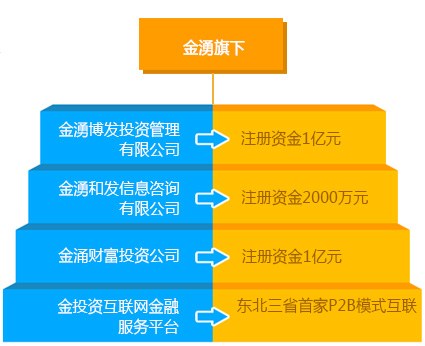 金湧旗下
金湧博发投资管理
有限公司
注册资金1亿元
金湧和发信息咨询
有限公司
注册资金2000万元
金涌财富投资公司
注册资金1亿元
金投资互联网金融
服务平台
东北三省首家P2B模式互联